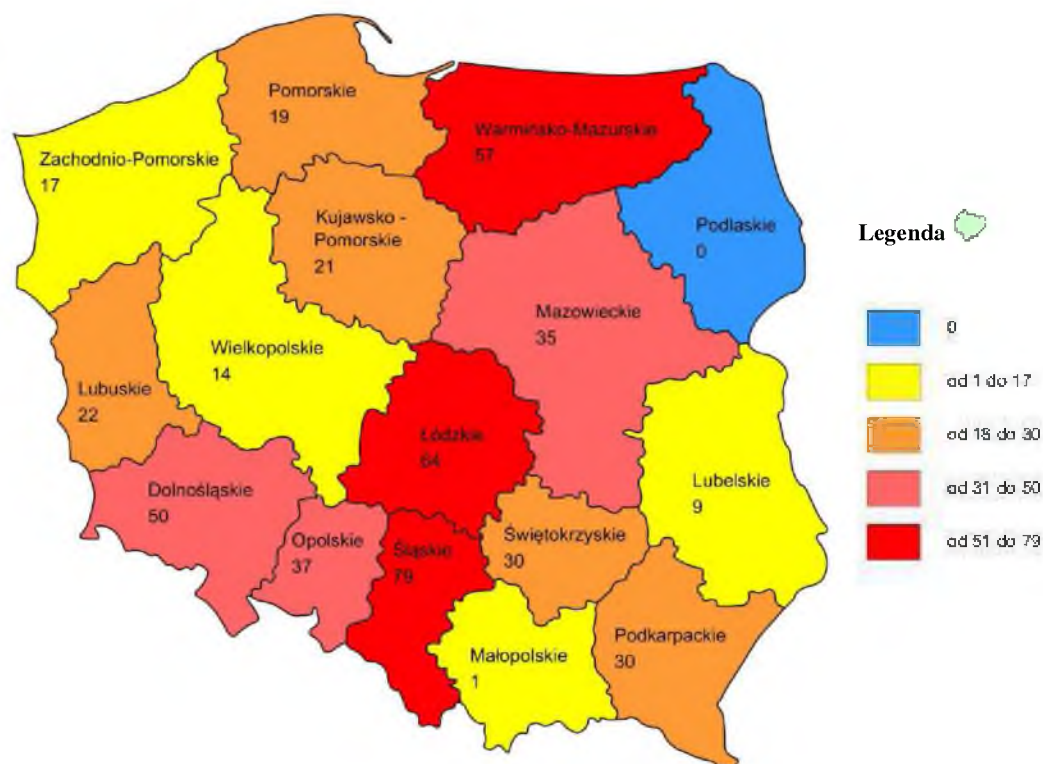 Pomorskie
19
Warmińsko-Mazurskie
57
Zachodnio-Pomorskie
17
Kujawsko -
Pomorskie
21
Podlaskie
0
Mazowieckie
35
Wielkopolskie
14
Lubuskie
22
Łódzkie
64
Dolnośląskie
50
Lubelskie
9
Opolskie
37
Śląskie
79
Świętokrzyskie
30
Podkarpackie
30
Małopolskie
1
Legenda
0
od 1 do 17
od 18 do 30
od 31 do 50
od 51 do 79